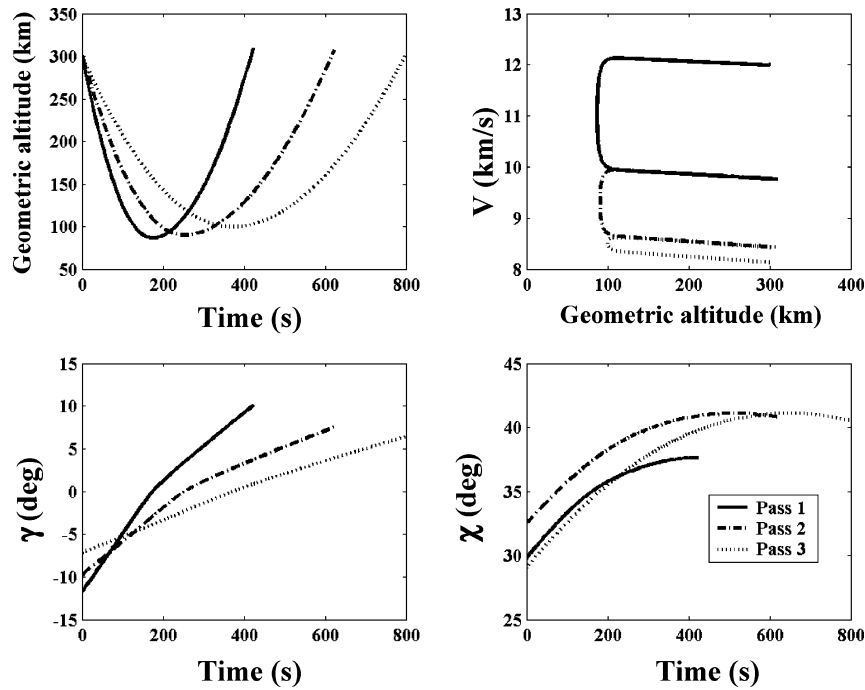 350
300
250
200
150
100
50
Geometric altitude (km)
0 200 400 600 800
Time (s)
13
12
11
10
9
8
V (km/s)
0 100 200 300 400
Geometric altitude (km)
15
10
5
0
-5
-10
-15
γ (deg)
0 200 400 600 800
Time (s)
45
40
35
30
25
χ (deg)
Pass 1
Pass 2
Pass 3
0 200 400 600 800
Time (s)